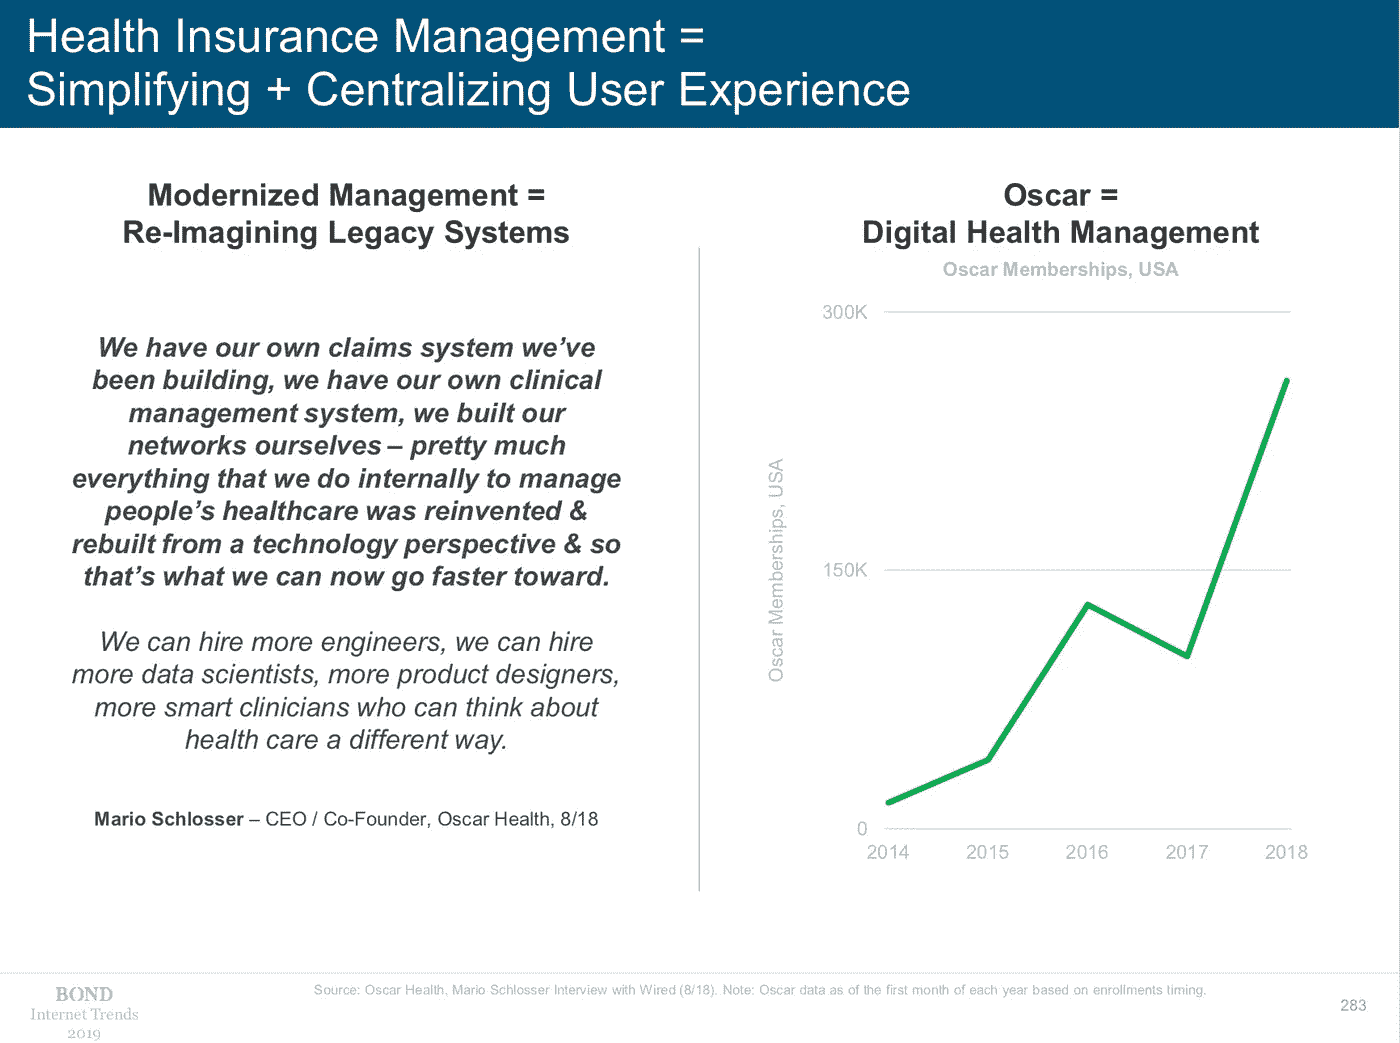 Health Insurance Management =
Simplifying + Centralizing User Experience
Modernized Management =
Re-Imagining Legacy Systems
We have our own claims system we’ve
been building, we have our own clinical
management system, we built our
networks ourselves – pretty much
everything that we do internally to manage
people’s healthcare was reinvented &
rebuilt from a technology perspective & so
that’s what we can now go faster toward.
We can hire more engineers, we can hire
more data scientists, more product designers,
more smart clinicians who can think about
health care a different way.
Mario Schlosser – CEO / Co-Founder, Oscar Health, 8/18
Oscar =
Digital Health Management
Oscar Memberships, USA
Oscar Memberships, USA
300K
150K
0
2014 2015 2016 2017 2018
BOND
Internet Trends
2019
Source: Oscar Health, Mario Schlosser Interview with Wired (8/18). Note: Oscar data as of the first month of each year based on enrollments timing.
283